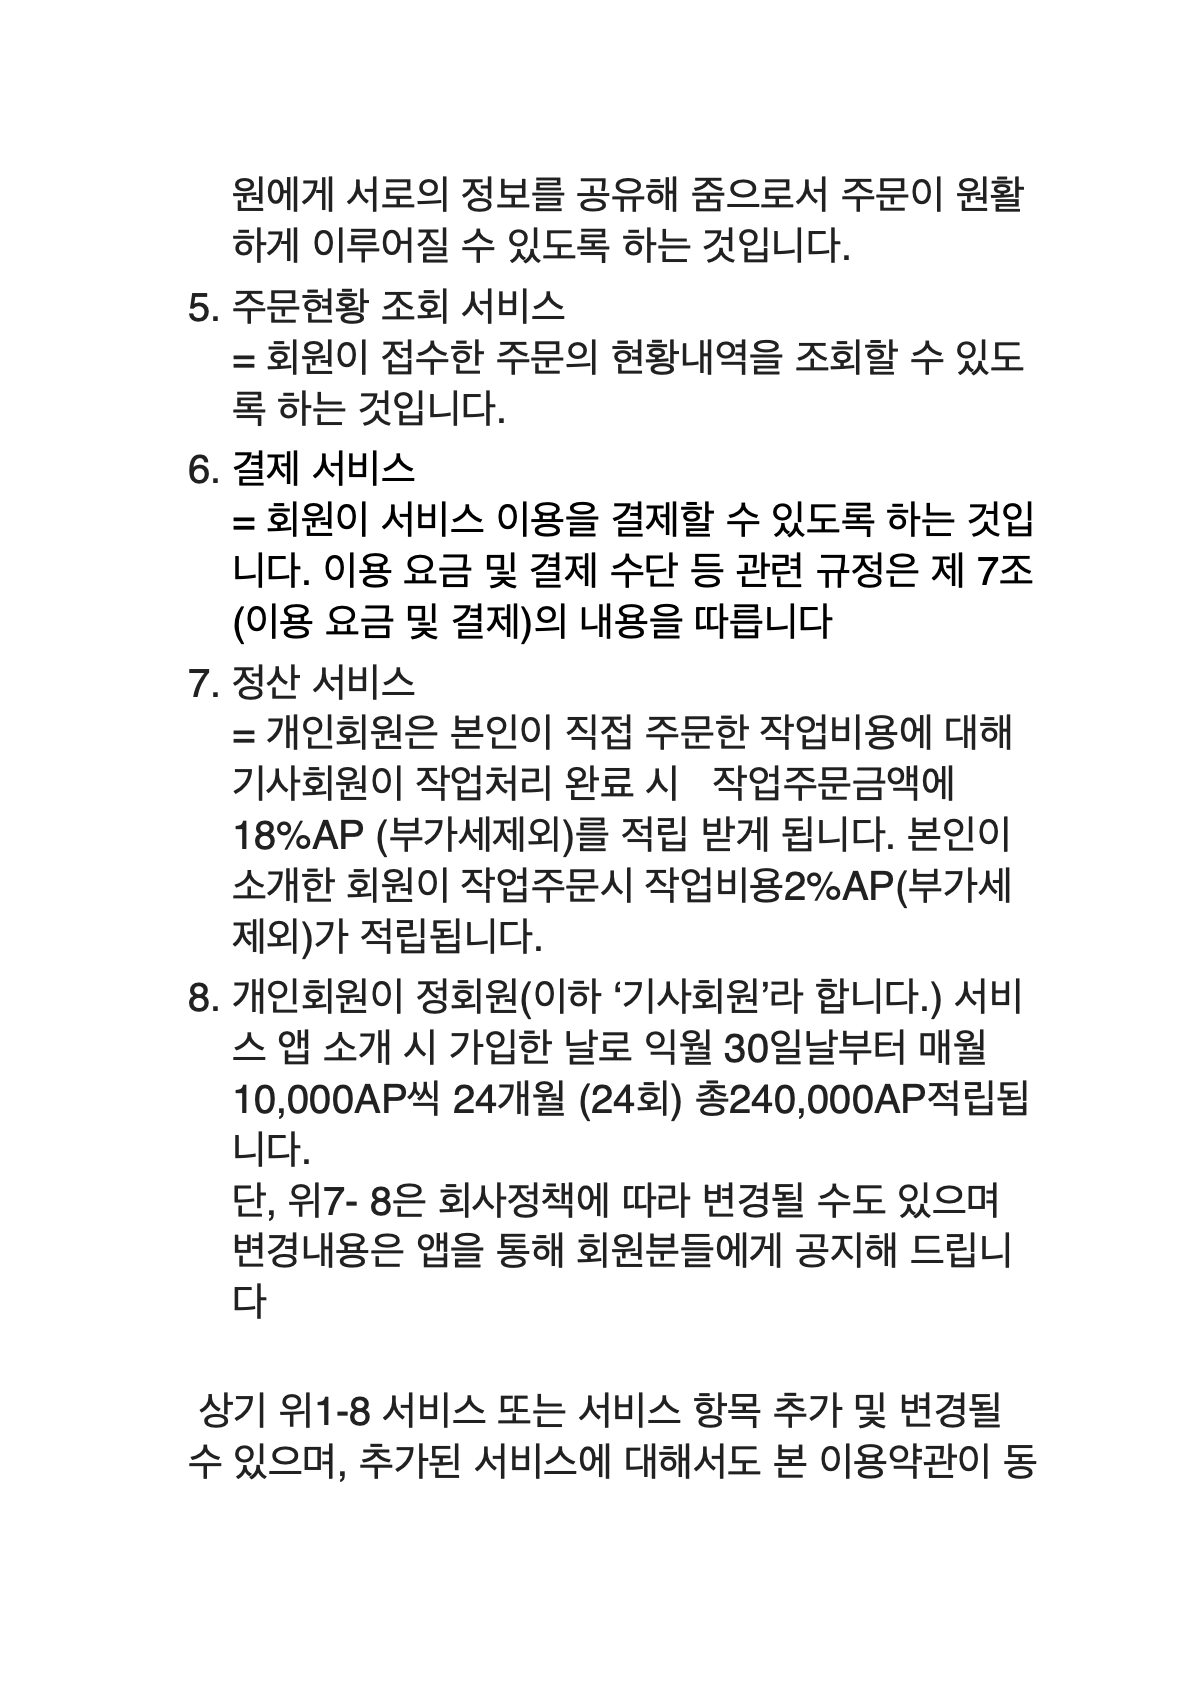 원에게 서로의 정보를 공유해 줌으로서 주문이 원활
하게 이루어질 수 있도록 하는 것입니다.
5. 주문현황 조회 서비스
= 회원이 접수한 주문의 현황내역을 조회할 수 있도
록 하는 것입니다.
6. 결제 서비스
= 회원이 서비스 이용을 결제할 수 있도록 하는 것입
니다. 이용 요금 및 결제 수단 등 관련 규정은 제 7조
(이용 요금 및 결제)의 내용을 따릅니다
7. 정산 서비스
= 개인회원은 본인이 직접 주문한 작업비용에 대해
기사회원이 작업처리 완료 시   작업주문금액에
18%AP (부가세제외)를 적립 받게 됩니다. 본인이
소개한 회원이 작업주문시 작업비용2%AP(부가세
제외)가 적립됩니다.
8. 개인회원이 정회원(이하 ‘기사회원’라 합니다.) 서비
스 앱 소개 시 가입한 날로 익월 30일날부터 매월
10,000AP씩 24개월 (24회) 총240,000AP적립됩
니다.
단, 위7- 8은 회사정책에 따라 변경될 수도 있으며
변경내용은 앱을 통해 회원분들에게 공지해 드립니
다
상기 위1-8 서비스 또는 서비스 항목 추가 및 변경될
수 있으며, 추가된 서비스에 대해서도 본 이용약관이 동